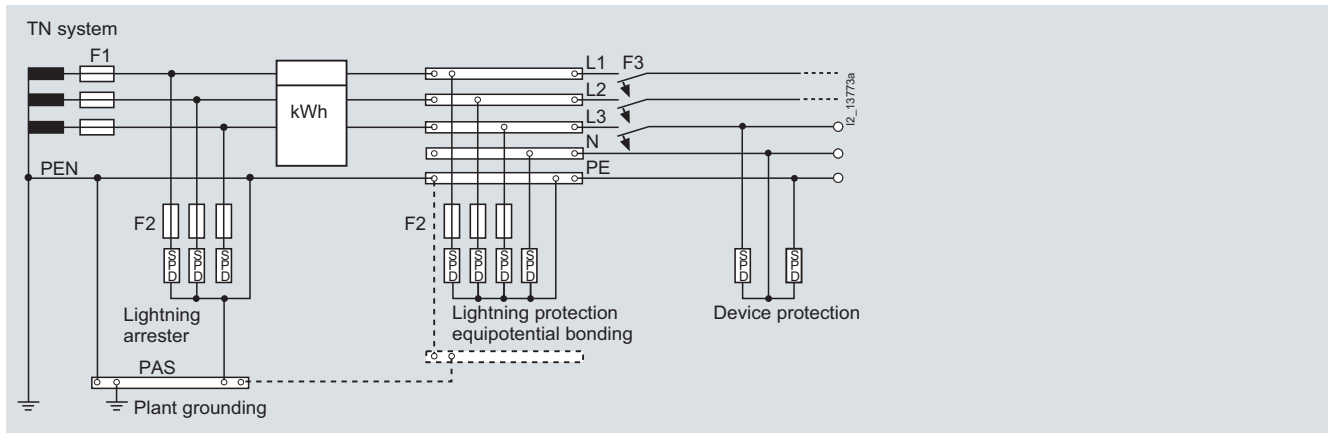 TN system
F1
L1 F3
L2
L3
N
PE
kWh
PEN
I2_13773a
F2
F2
SPD SPD SPD
SPD SPD SPD SPD
SPD SPD
Lightning
arrester
Lightning protection
equipotential bonding
Device protection
PAS
Plant grounding